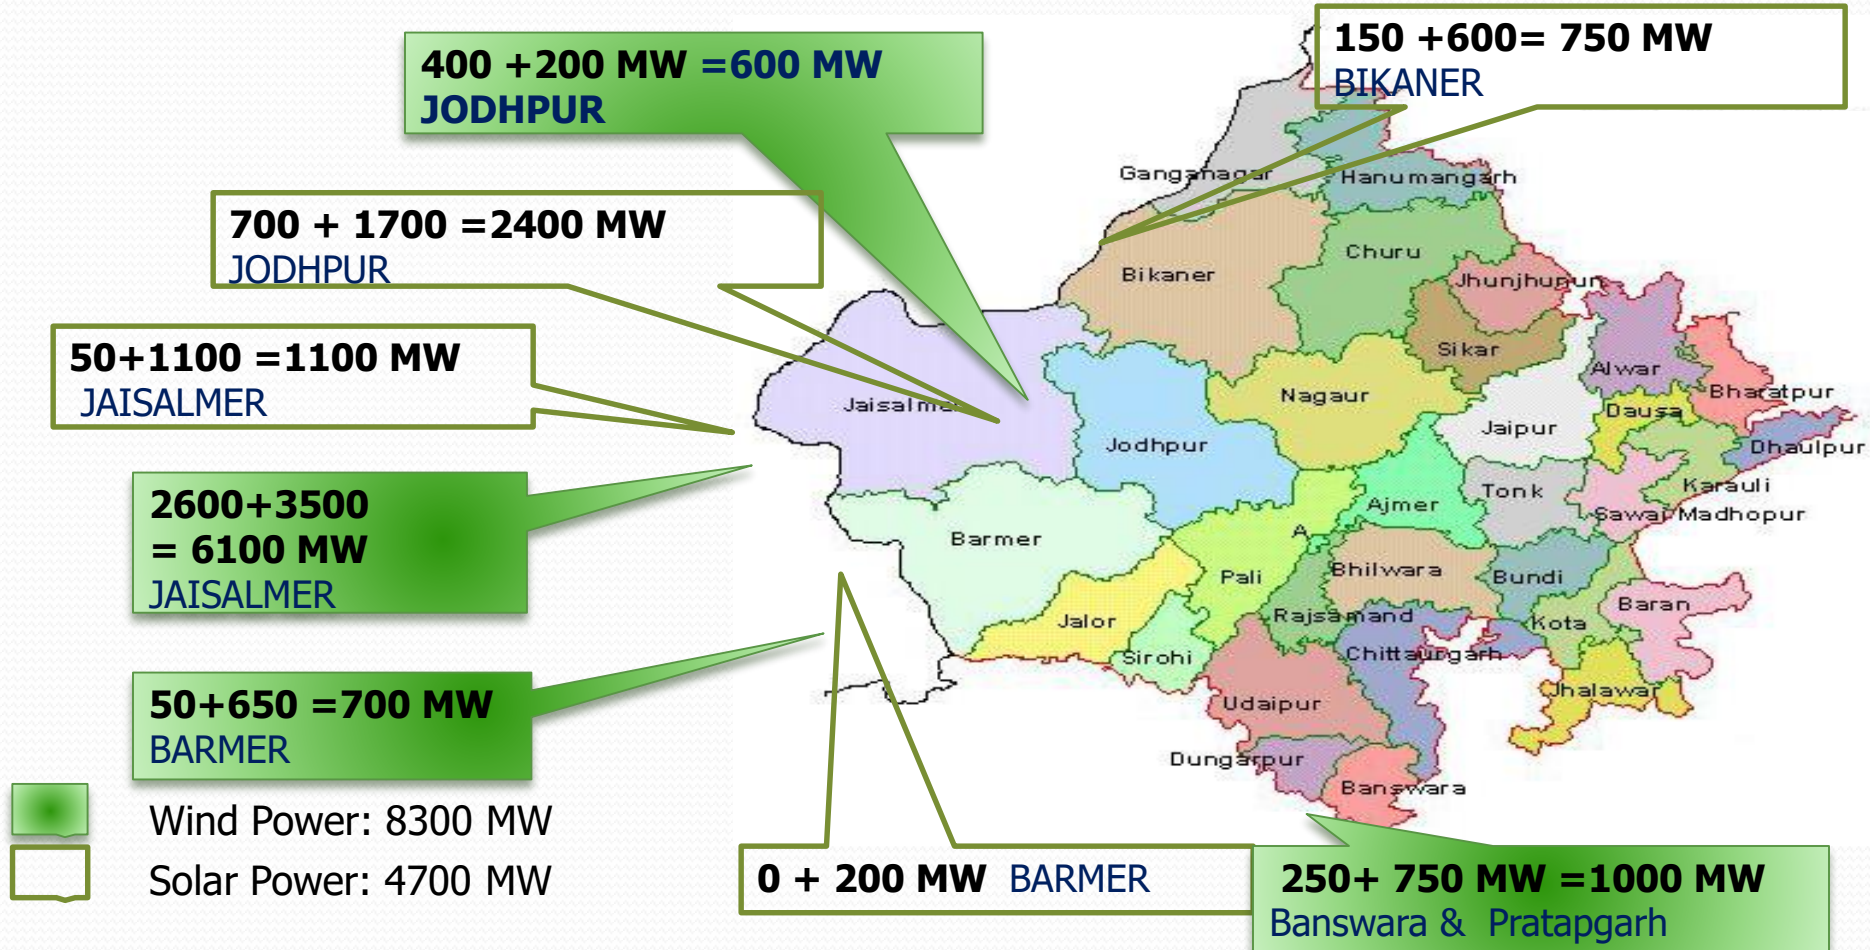 400 +200 MW =600 MW
JODHPUR
150 +600= 750 MW
BIKANER
700 + 1700 =2400 MW
JODHPUR
50+1100 =1100 MW
JAISALMER
2600+3500
= 6100 MW
JAISALMER
50+650 =700 MW
BARMER
Wind Power: 8300 MW
Solar Power: 4700 MW
0 + 200 MW BARMER
250+ 750 MW =1000 MW
Banswara & Pratapgarh
Ganganagar
Hanumangarh
Churu
Bikaner
Jhunjhunun
Sikar
Alwar
Bharatpur
Nagaur
Jaisalmer
Dausa
Jaipur
Jodhpur
Dhaulpur
Karauli
Tonk
Ajmer
Sawai Madhopur
A
Barmer
Bhilwara
Pali
Bundi
Baran
Rajsamand
Jalor
Kota
Sirohi
Chittaurgarh
Jhalawar
Udaipur
Dungarpur
Banswara